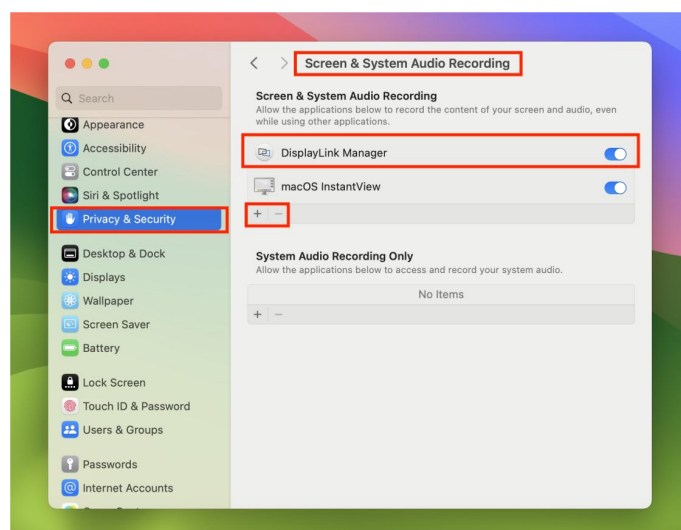 Screen & System Audio Recording
Search
Appearance
Accessibility
Control Center
Siri & Spotlight
Privacy & Security
Desktop & Dock
Displays
Wallpaper
Screen Saver
Battery
Lock Screen
Touch ID & Password
Users & Groups
Passwords
Internet Accounts
Screen & System Audio Recording
Allow the applications below to record the content of your screen and audio, even
while using other applications.
DisplayLink Manager
macOS InstantView
System Audio Recording Only
Allow the applications below to access and record your system audio.
No Items